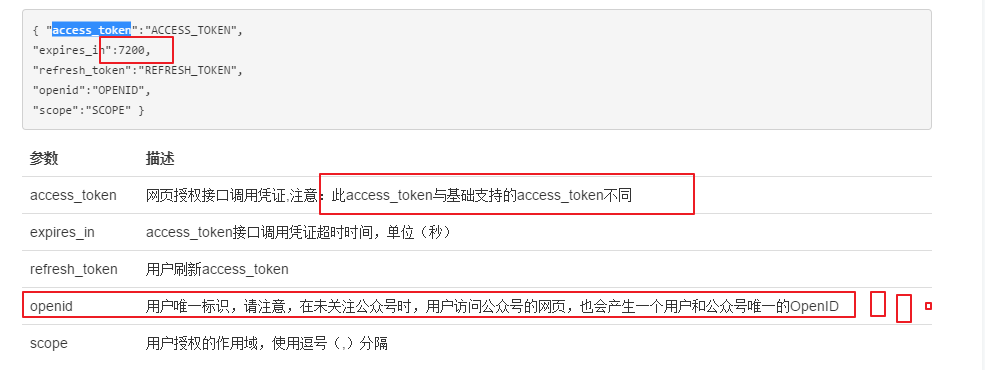 { "access_token":"ACCESS_TOKEN",
"expires_in":7200,
"refresh_token":"REFRESH_TOKEN",
"openid":"OPENID",
"scope":"SCOPE" }
参数 描述
access_token 网页授权接口调用凭证,注意：此access_token与基础支持的access_token不同
expires_in access_token接口调用凭证超时时间，单位（秒）
refresh_token 用户刷新access_token
openid 用户唯一标识，请注意，在未关注公众号时，用户访问公众号的网页，也会产生一个用户和公众号唯一的OpenID
scope 用户授权的作用域，使用逗号（,）分隔